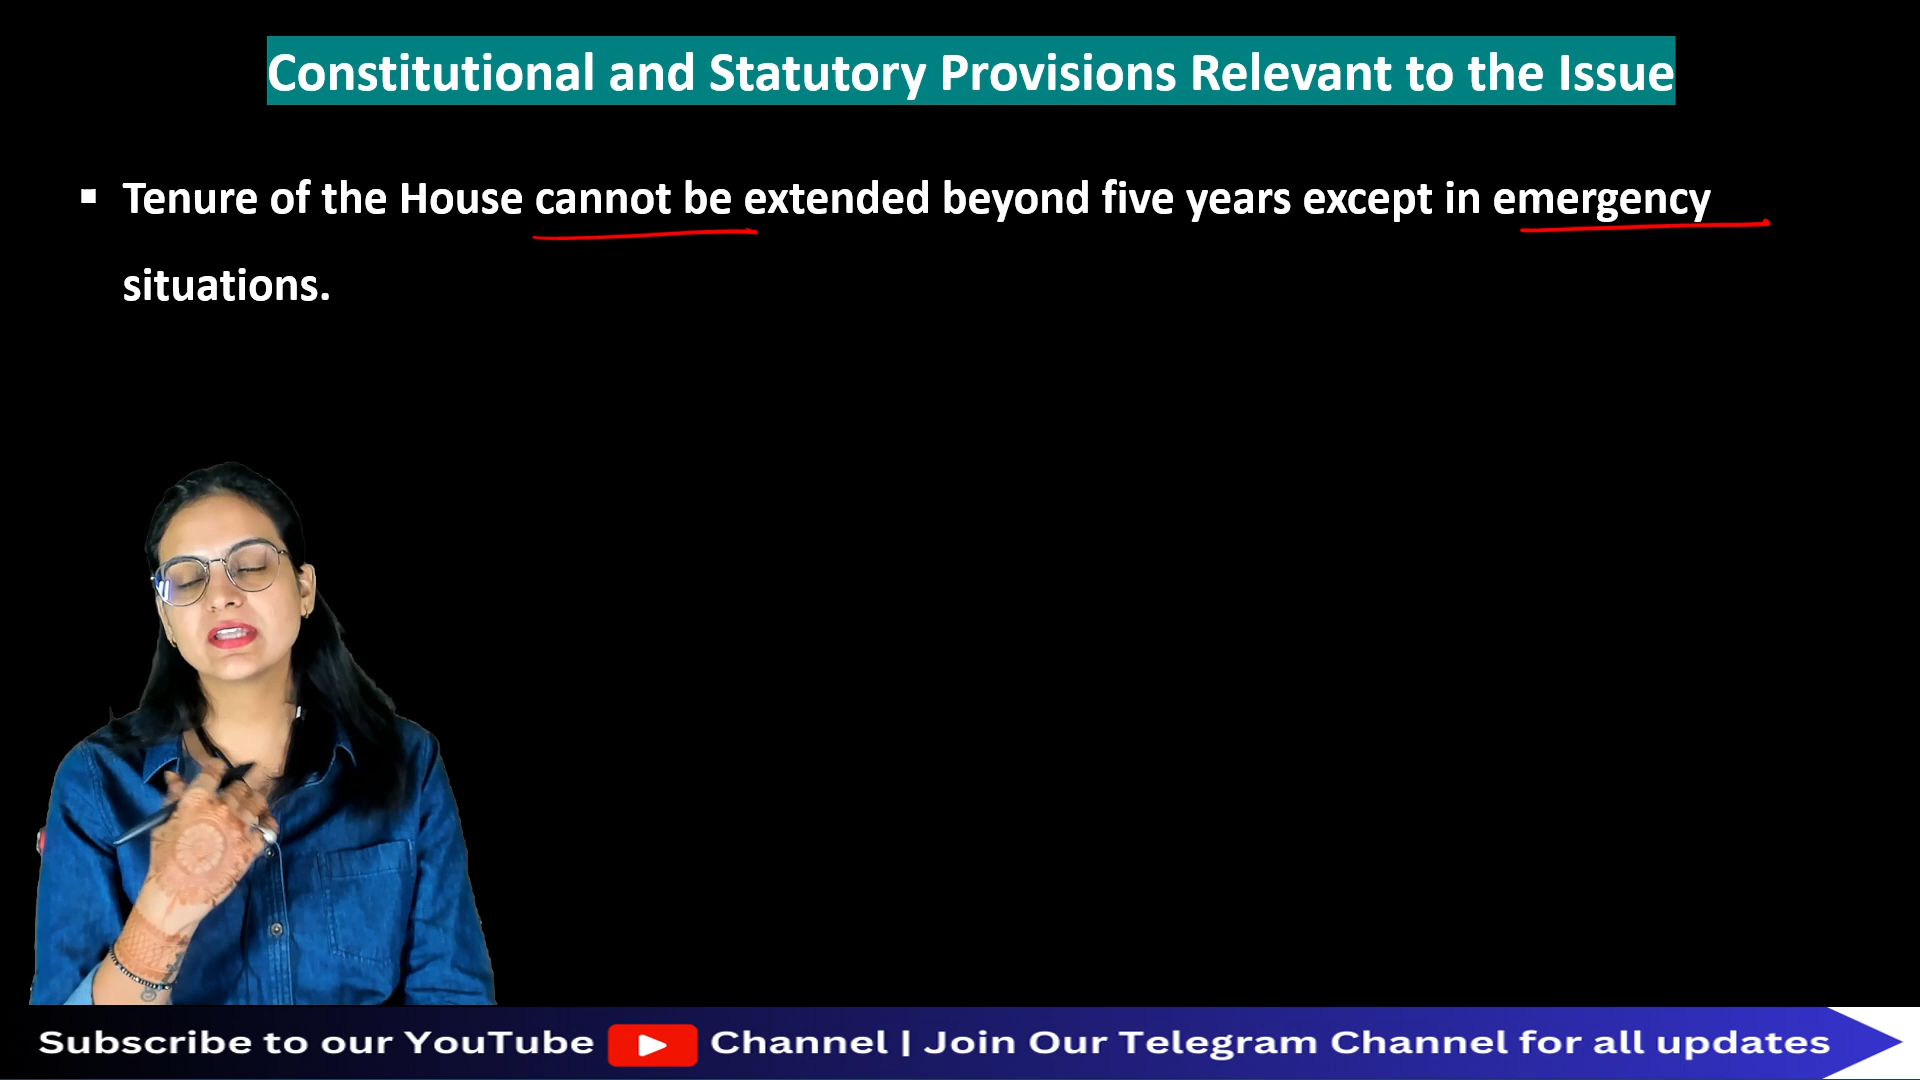 Constitutional and Statutory Provisions Relevant to the Issue
▪ Tenure of the House cannot be extended beyond five years except in emergency
situations.
Subscribe to our YouTube Channel | Join Our Telegram Channel for all updates